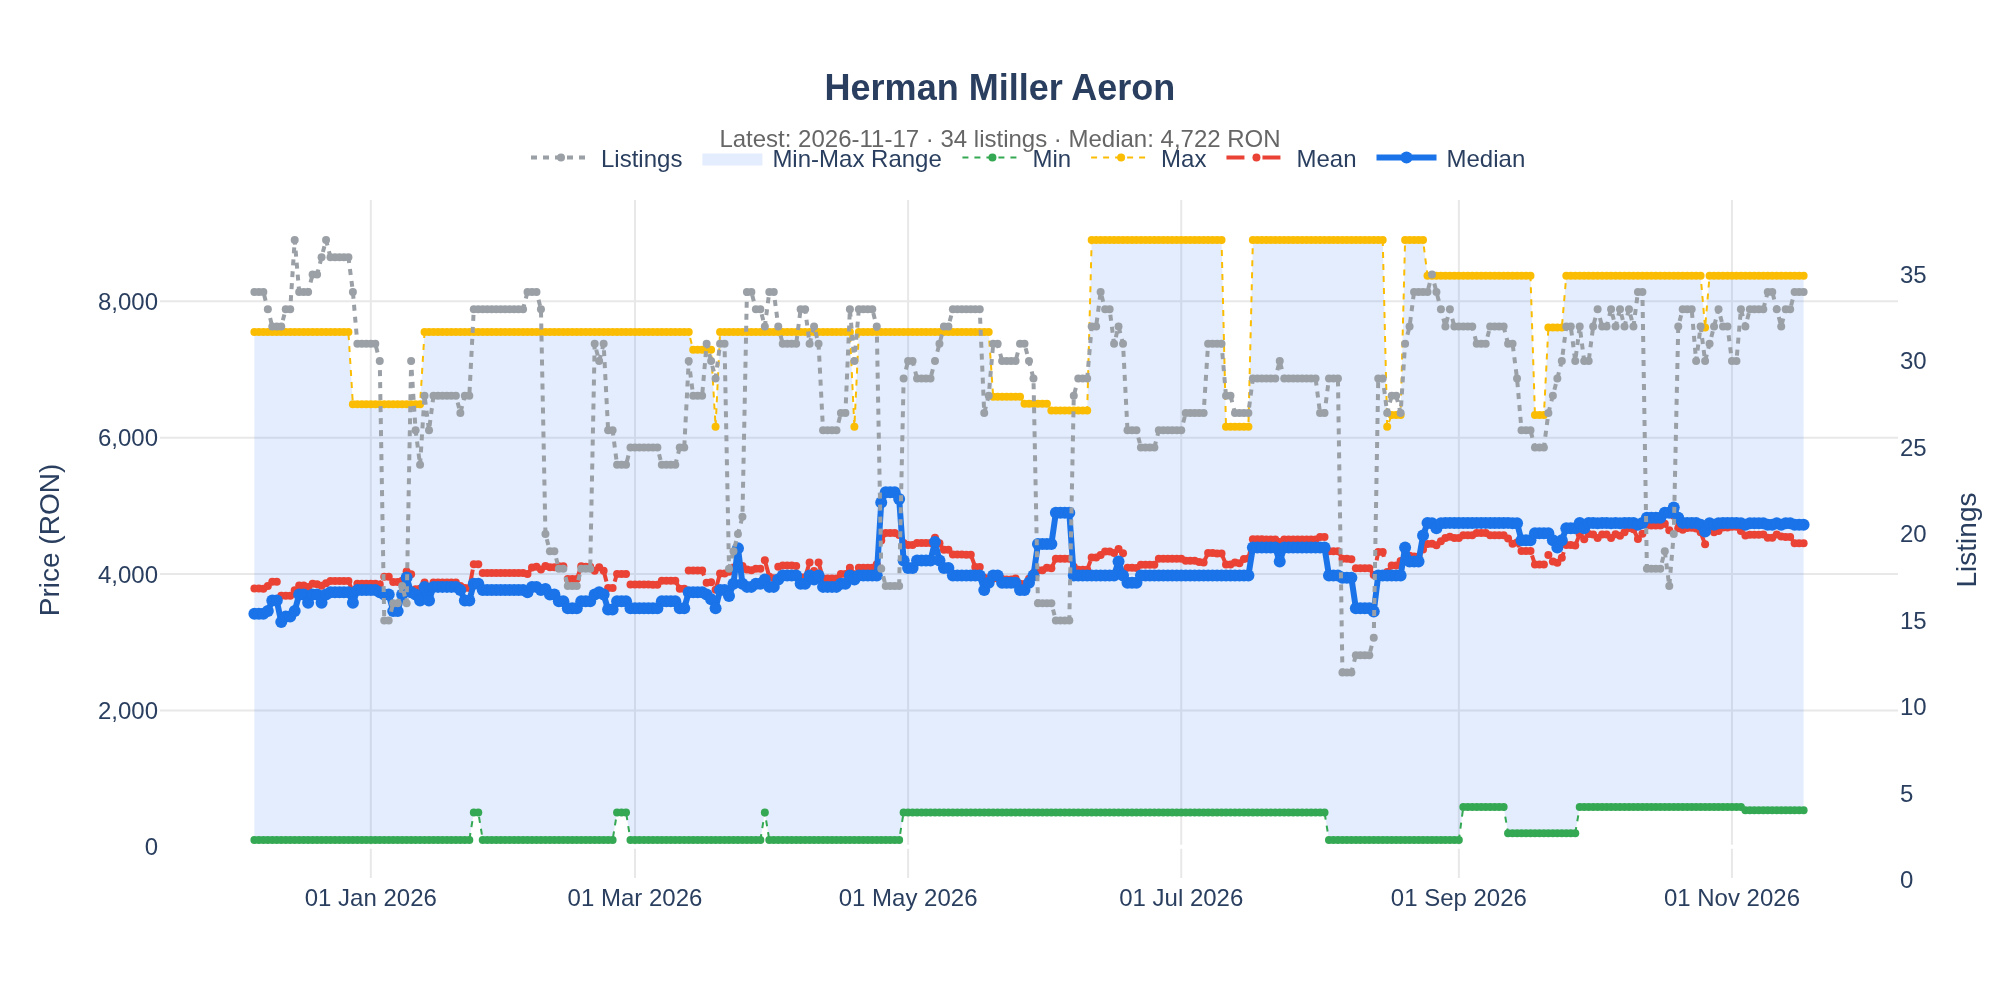 Herman Miller Aeron
Latest: 2026-11-17 · 34 listings · Median: 4,722 RON
Listings Min-Max Range Min Max Mean Median
8,000
6,000
4,000
2,000
0
Price (RON)
35
30
25
20
15
10
5
0
Listings
01 Jan 2026 01 Mar 2026 01 May 2026 01 Jul 2026 01 Sep 2026 01 Nov 2026